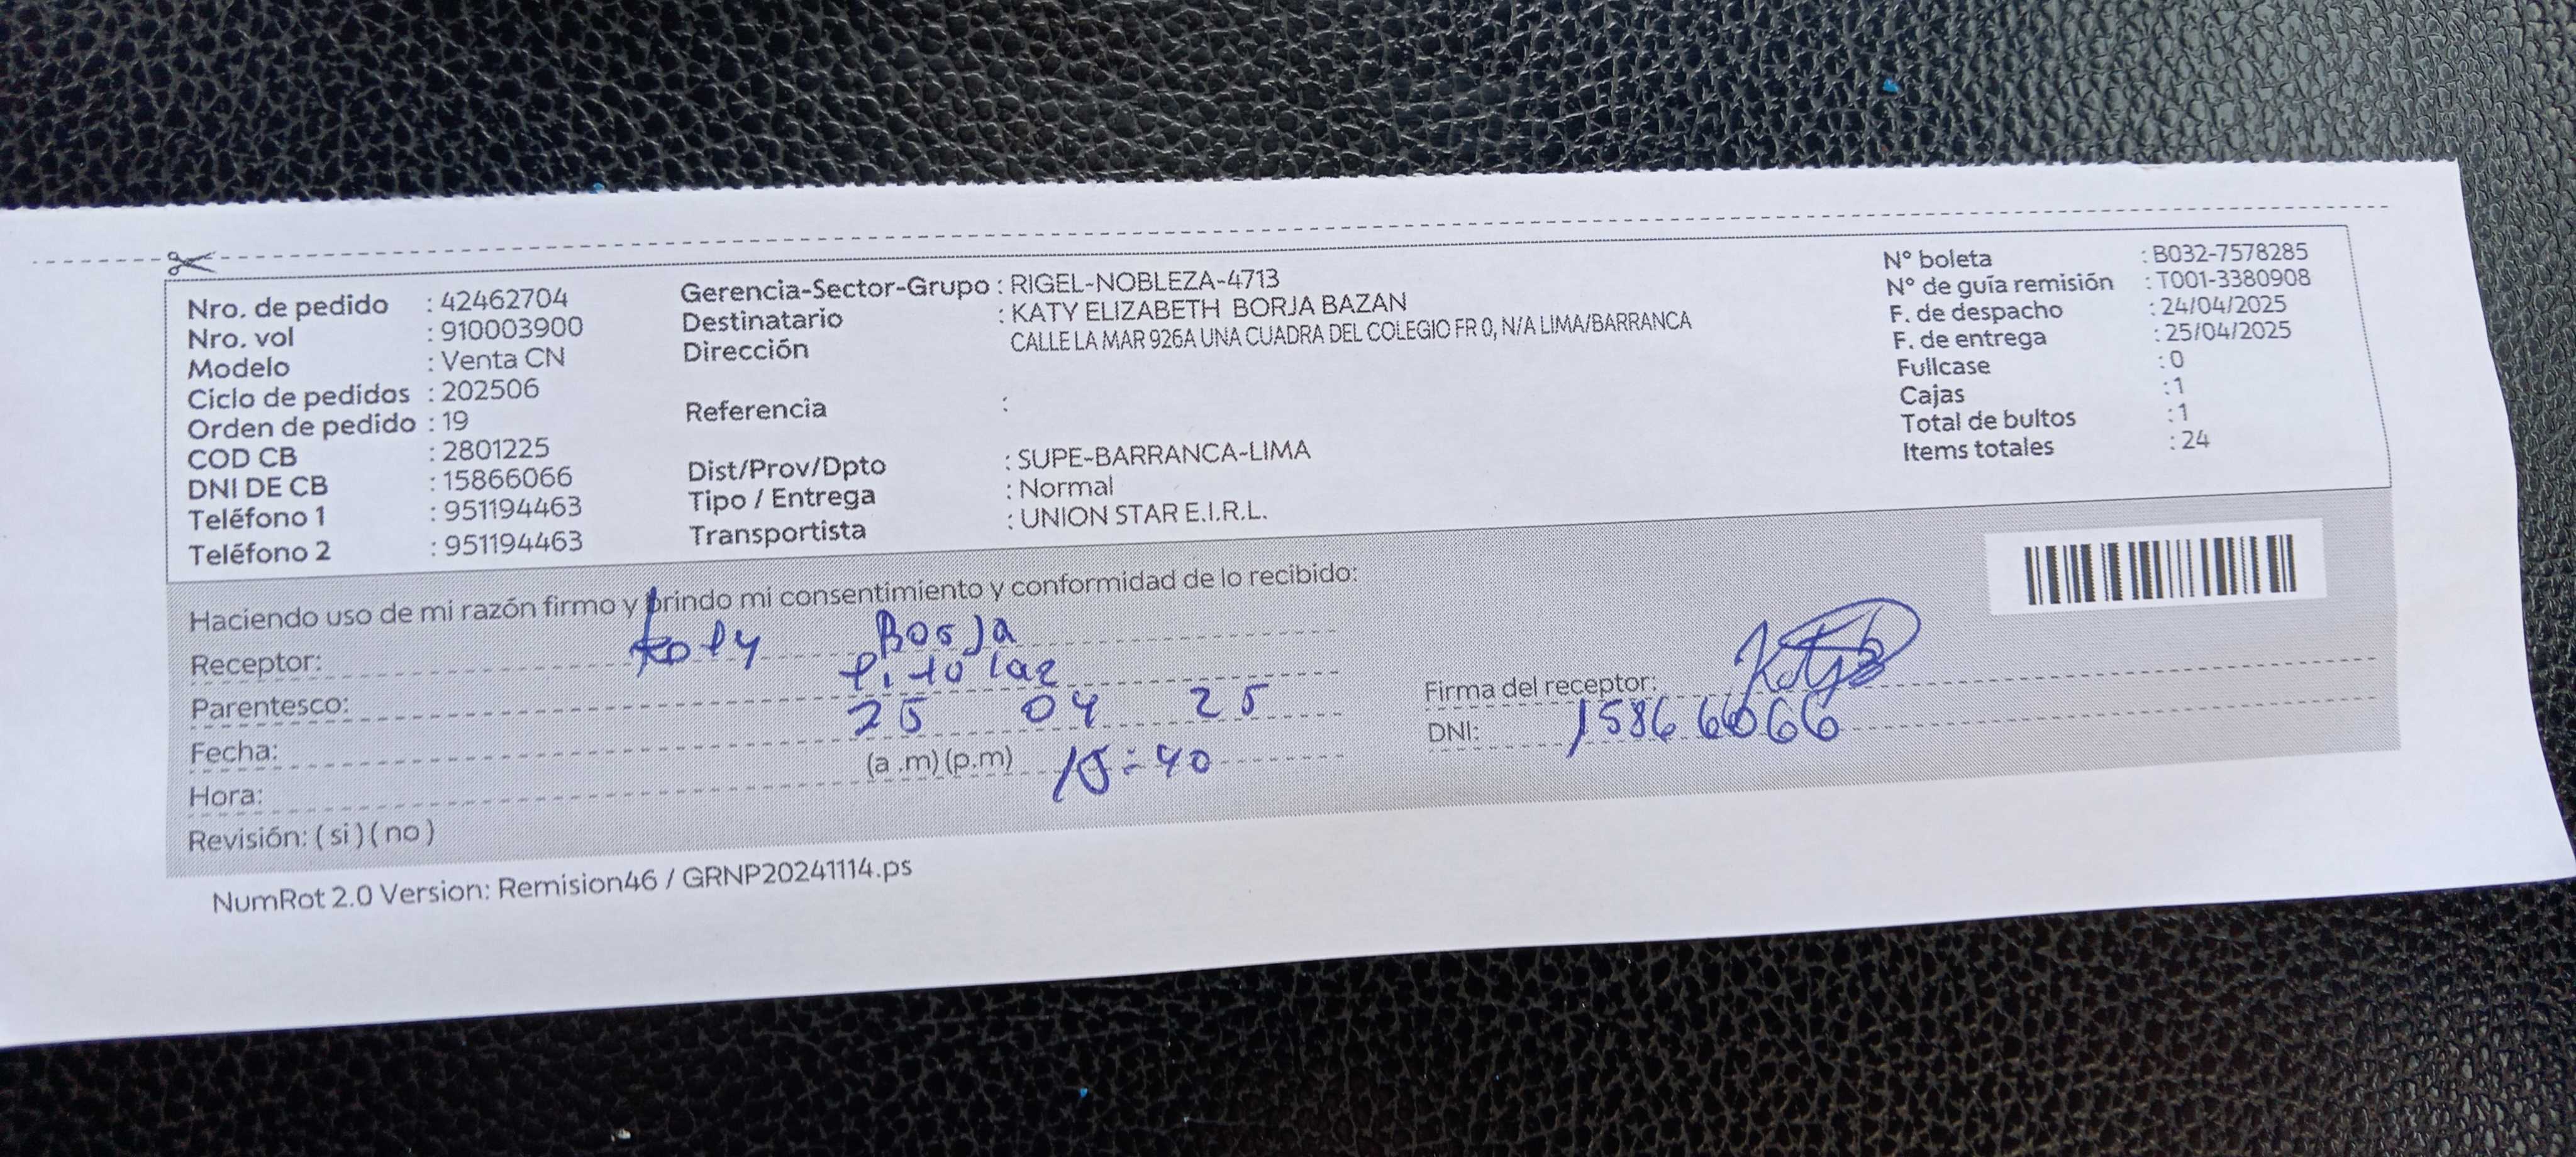 Nro. de pedido : 42462704
Nro. vol : 910003900
Modelo : Venta CN
Ciclo de pedidos : 202506
Orden de pedido : 19
COD CB : 2801225
DNI DE CB : 15866066
Teléfono 1 : 951194463
Teléfono 2 : 951194463
Gerencia-Sector-Grupo : RIGEL-NOBLEZA-4713
Destinatario : KATY ELIZABETH BORJA BAZAN
Dirección CALLE LA MAR 926A UNA CUADRA DEL COLEGIO FR 0, N/A LIMA/BARRANCA
Referencia :
Dist/Prov/Dpto : SUPE-BARRANCA-LIMA
Tipo / Entrega : Normal
Transportista : UNION STAR E.I.R.L.
N° boleta : B032-7578285
N° de guía remisión : T001-3380908
F. de despacho : 24/04/2025
F. de entrega : 25/04/2025
Fullcase : 0
Cajas : 1
Total de bultos : 1
Items totales : 24
Haciendo uso de mi razón firmo y brindo mi consentimiento y conformidad de lo recibido:
Receptor: Katy Borja
Parentesco:
Fecha: 25 04 25
Hora: (a .m) (p.m) 15:40
Revisión: ( si ) ( no )
Firma del receptor:
DNI: 15866066
NumRot 2.0 Version: Remision46 / GRNP20241114.ps